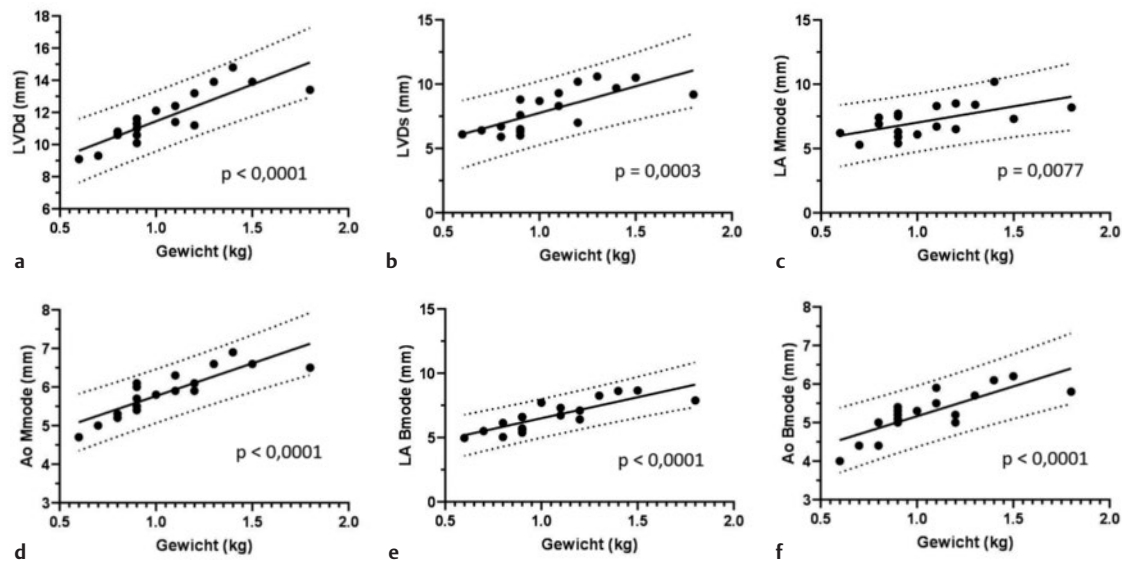 18
16
14
12
10
8
6
LVDd (mm)
p < 0,0001
0.5 1.0 1.5 2.0
Gewicht (kg)
a
15
10
5
0
LVDs (mm)
p = 0,0003
0.5 1.0 1.5 2.0
Gewicht (kg)
b
15
10
5
0
LA Mmode (mm)
p = 0,0077
0.5 1.0 1.5 2.0
Gewicht (kg)
c
8
7
6
5
4
3
Ao Mmode (mm)
p < 0,0001
0.5 1.0 1.5 2.0
Gewicht (kg)
d
15
10
5
0
LA Bmode (mm)
p < 0,0001
0.5 1.0 1.5 2.0
Gewicht (kg)
e
8
7
6
5
4
3
Ao Bmode (mm)
p < 0,0001
0.5 1.0 1.5 2.0
Gewicht (kg)
f